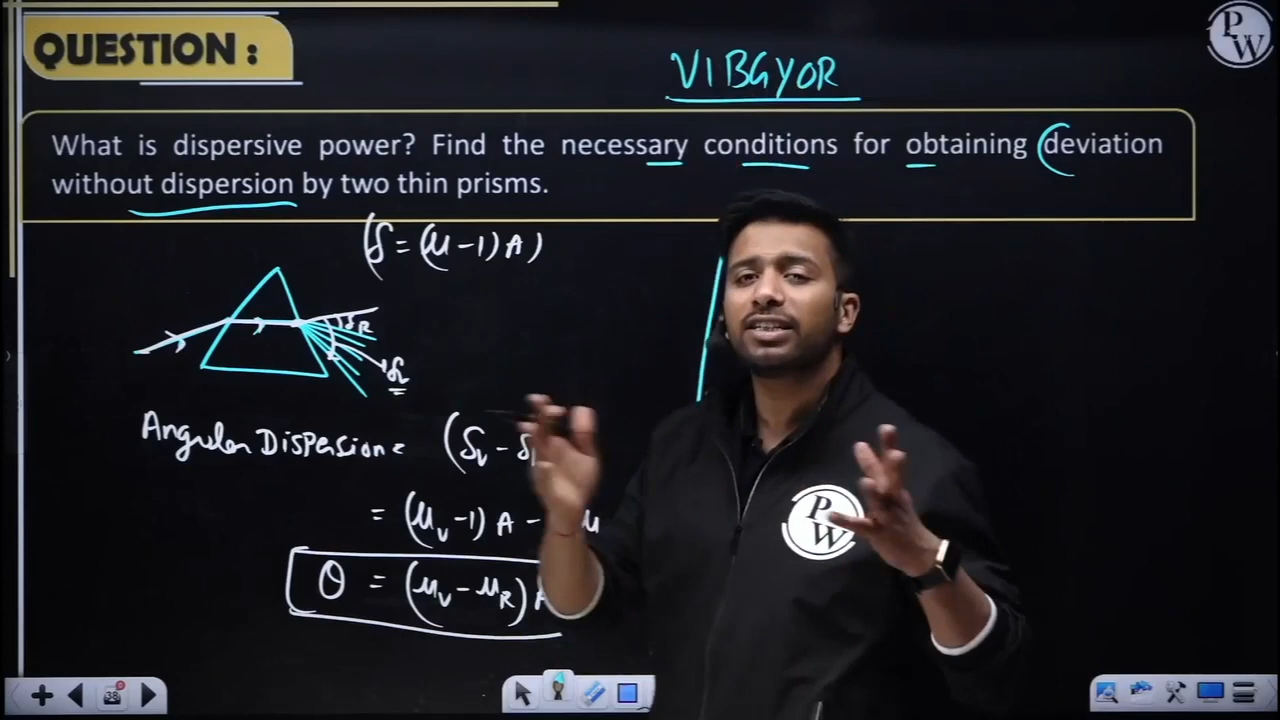 QUESTION :
VIBGYOR
PW
What is dispersive power? Find the necessary conditions for obtaining deviation
without dispersion by two thin prisms.
(δ = (μ-1) A)
δR
Angular Dispersion = (δv - δ
= (μv -1) A - μ
θ = (μv - μR) A
PW
38